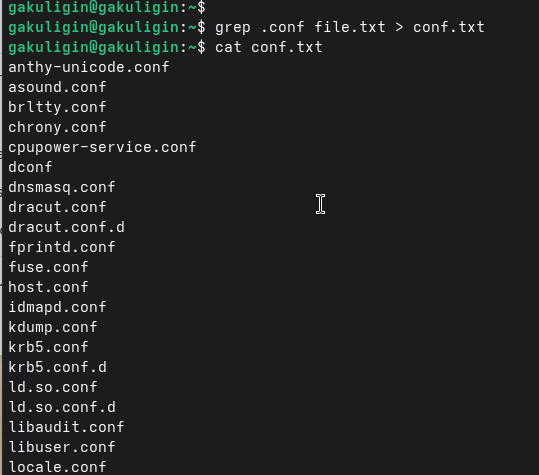 gakuligin@gakuligin:~$
gakuligin@gakuligin:~$ grep .conf file.txt > conf.txt
gakuligin@gakuligin:~$ cat conf.txt
anthy-unicode.conf
asound.conf
brltty.conf
chrony.conf
cpupower-service.conf
dconf
dnsmasq.conf
dracut.conf
dracut.conf.d
fprintd.conf
fuse.conf
host.conf
idmapd.conf
kdump.conf
krb5.conf
krb5.conf.d
ld.so.conf
ld.so.conf.d
libaudit.conf
libuser.conf
locale.conf